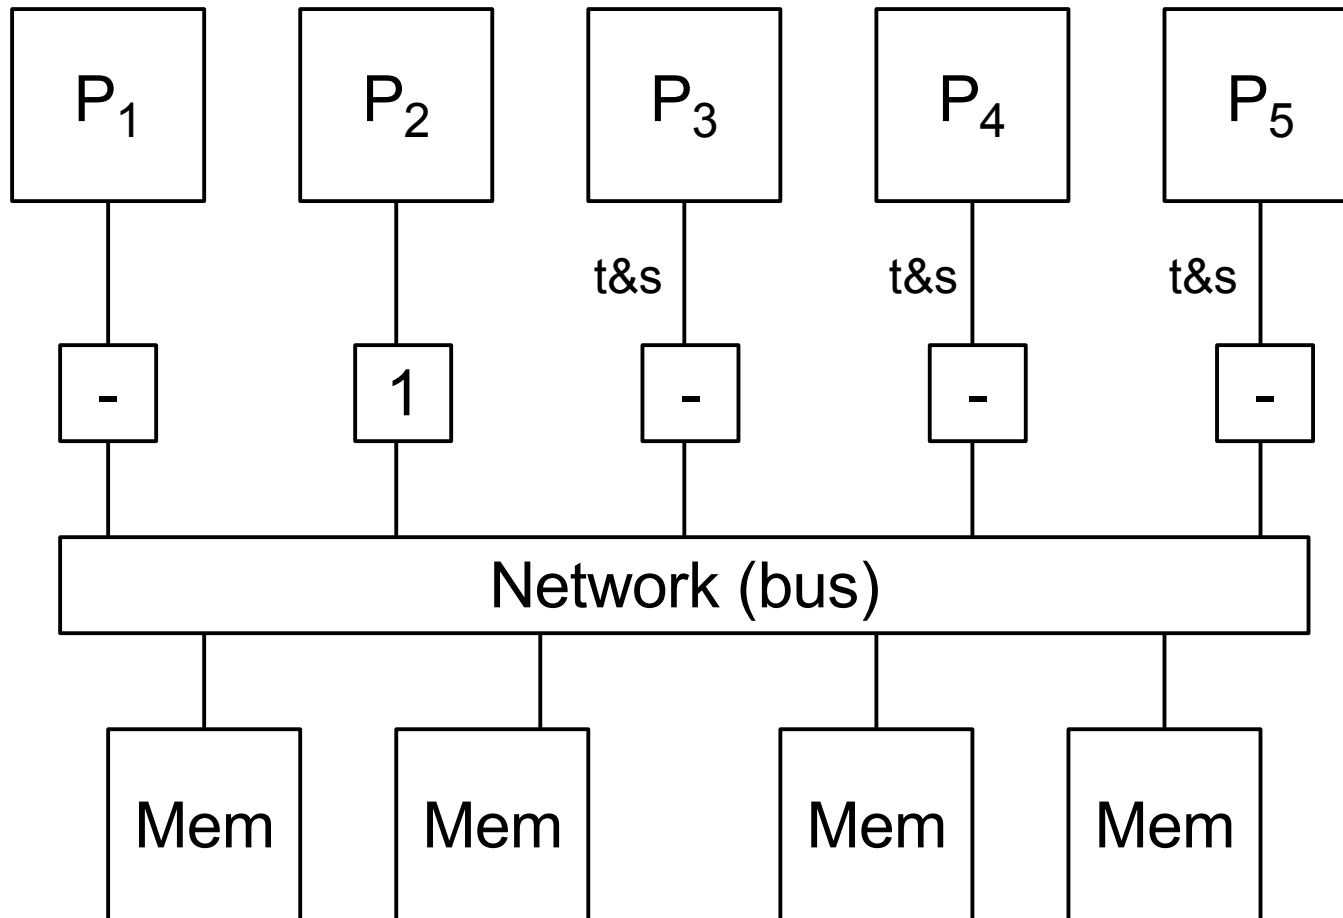 P₁ P₂ P₃ P₄ P₅
t&s t&s t&s
- 1 - - -
Network (bus)
Mem Mem Mem Mem